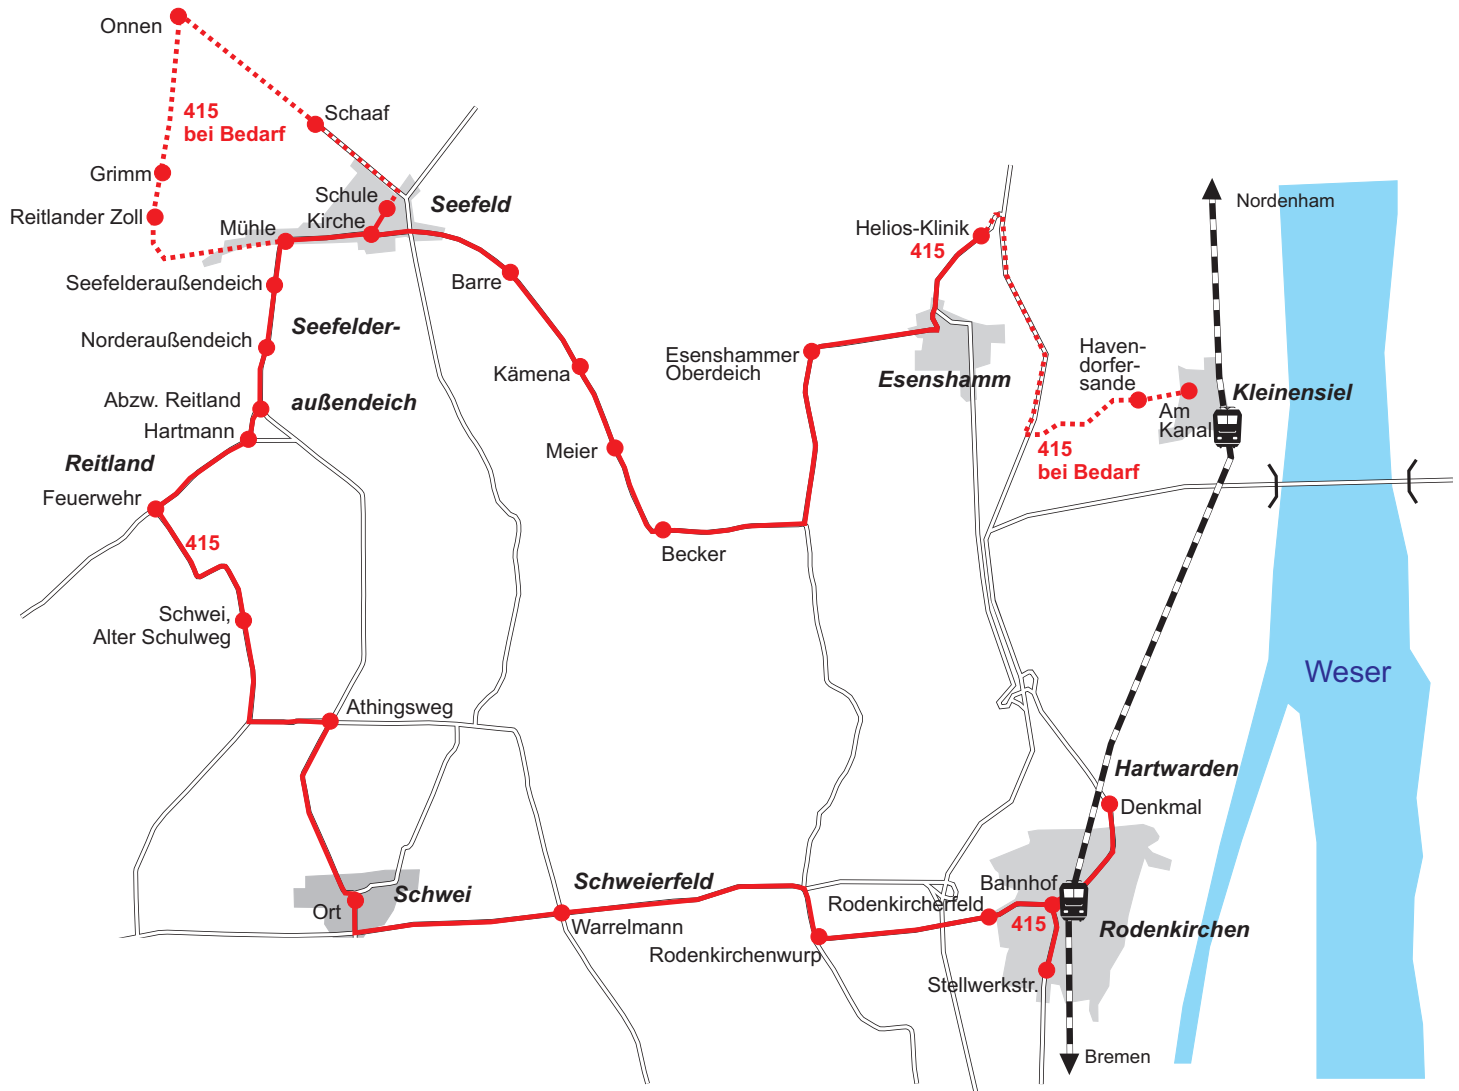 Onnen
415
bei Bedarf
Schaaf
Grimm
Reitlander Zoll
Schule
Kirche
Mühle
Seefeld
Seefelderaußendeich
Norderaußendeich
Seefelder-
außendeich
Abzw. Reitland
Hartmann
Reitland
Feuerwehr
415
Schwei,
Alter Schulweg
Athingsweg
Barre
Kämena
Meier
Becker
Esenshammer
Oberdeich
Helios-Klinik
415
Esenshamm
Nordenham
Haven-
dorfer-
sande
Am
Kanal
Kleinensiel
415
bei Bedarf
Weser
Hartwarden
Denkmal
Schwei
Ort
Schweierfeld
Warrelmann
Bahnhof
Rodenkircherfeld
415
Rodenkirchen
Rodenkirchenwurp
Stellwerkstr.
Bremen